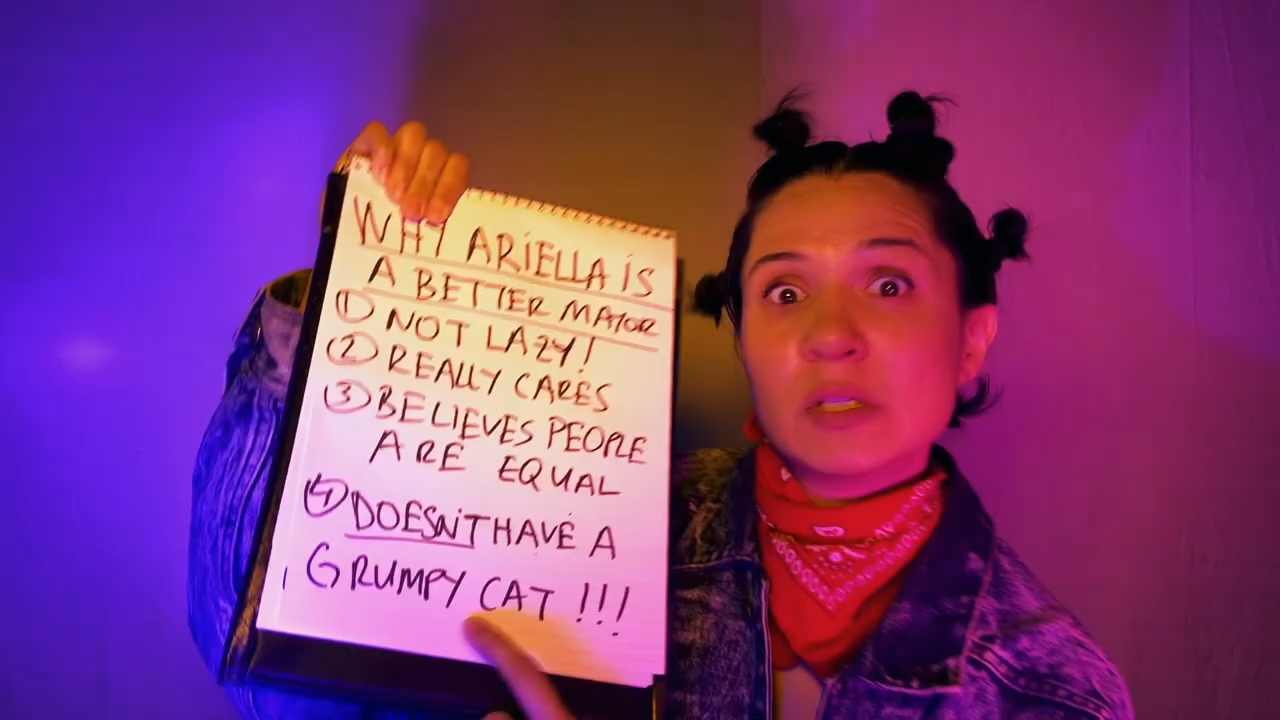 WHY ARiELLA iS
A BETTER MAYOR
① NOT LAZY!
② REALLY CARES
③ BELIEVES PEOPLE
ARE EQUAL
④ DOESN'T HAVE A
GRUMPY CAT !!!